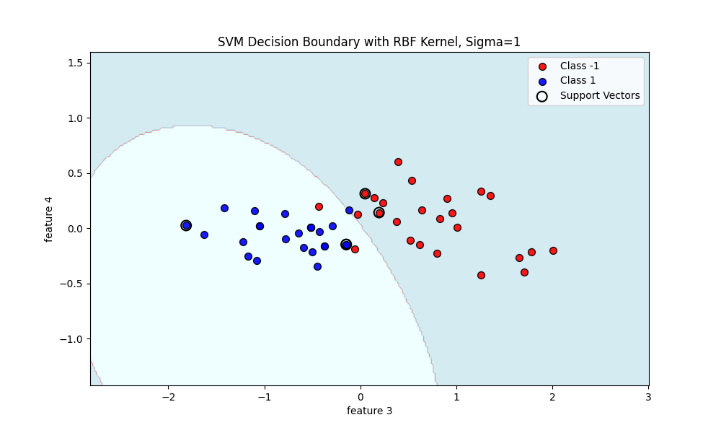 SVM Decision Boundary with RBF Kernel, Sigma=1
Class -1
Class 1
Support Vectors
1.5
1.0
0.5
0.0
−0.5
−1.0
feature 4
−2
−1
0
1
2
3
feature 3